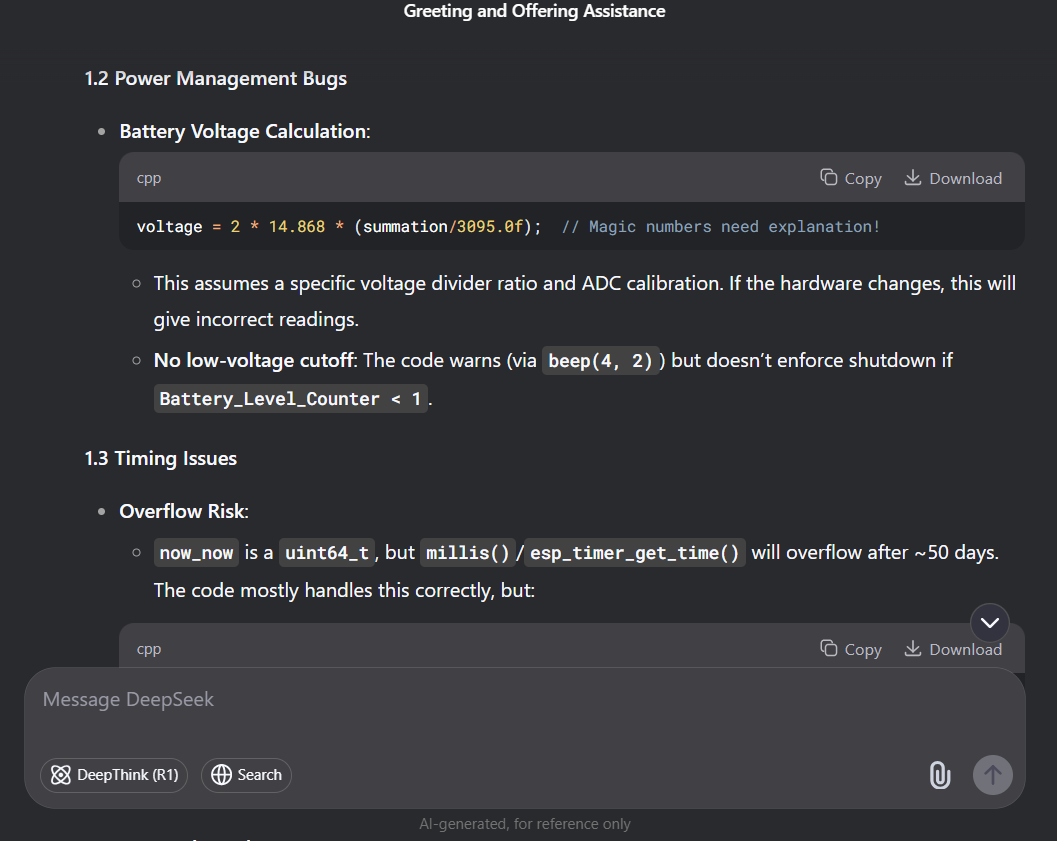 Greeting and Offering Assistance
1.2 Power Management Bugs
Battery Voltage Calculation:
cpp
Copy
Download
voltage = 2 * 14.868 * (summation/3095.0f);  // Magic numbers need explanation!
This assumes a specific voltage divider ratio and ADC calibration. If the hardware changes, this will
give incorrect readings.
No low-voltage cutoff: The code warns (via beep(4, 2)) but doesn’t enforce shutdown if
Battery_Level_Counter < 1.
1.3 Timing Issues
Overflow Risk:
now_now is a uint64_t, but millis()/esp_timer_get_time() will overflow after ~50 days.
The code mostly handles this correctly, but:
cpp
Copy
Download
Message DeepSeek
DeepThink (R1)
Search
AI-generated, for reference only